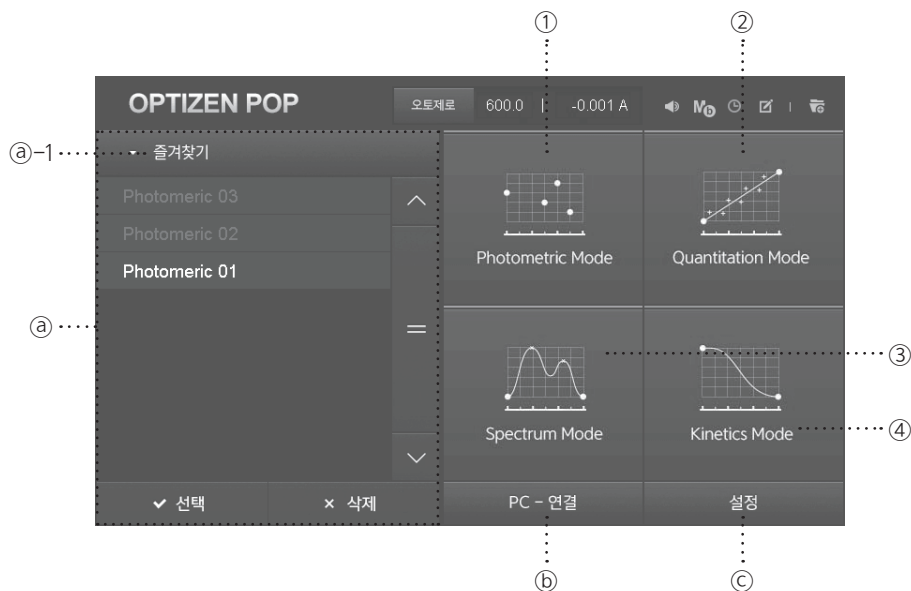 ① ②
OPTIZEN POP 오토제로 600.0 | -0.001 A Mb
ⓐ-1 즐겨찾기
Photomeric 03
Photomeric 02
Photomeric 01
Photometric Mode Quantitation Mode
ⓐ
③
Spectrum Mode Kinetics Mode ④
선택 삭제 PC - 연결 설정
ⓑ ⓒ